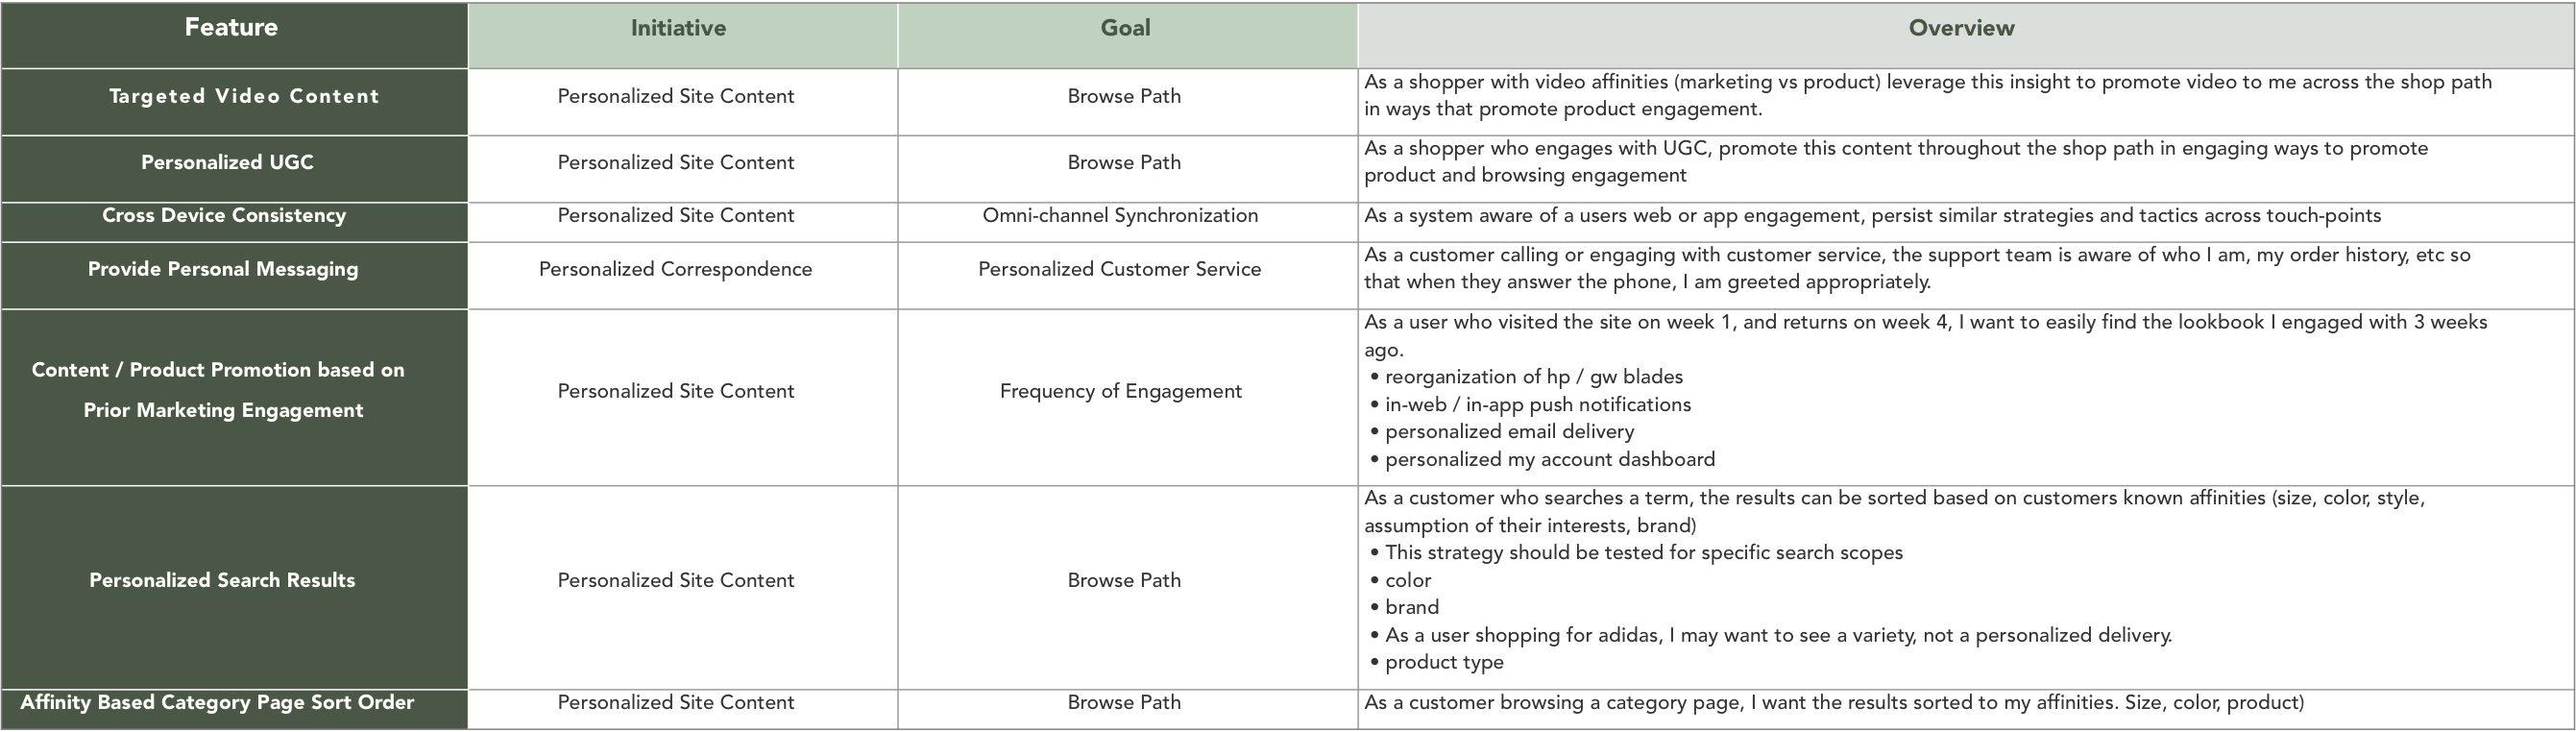 Feature
Initiative
Goal
Overview
Targeted Video Content
Personalized Site Content
Browse Path
As a shopper with video affinities (marketing vs product) leverage this insight to promote video to me across the shop path
in ways that promote product engagement.
Personalized UGC
Personalized Site Content
Browse Path
As a shopper who engages with UGC, promote this content throughout the shop path in engaging ways to promote
product and browsing engagement
Cross Device Consistency
Personalized Site Content
Omni-channel Synchronization
As a system aware of a users web or app engagement, persist similar strategies and tactics across touch-points
Provide Personal Messaging
Personalized Correspondence
Personalized Customer Service
As a customer calling or engaging with customer service, the support team is aware of who I am, my order history, etc so
that when they answer the phone, I am greeted appropriately.
Content / Product Promotion based on
Prior Marketing Engagement
Personalized Site Content
Frequency of Engagement
As a user who visited the site on week 1, and returns on week 4, I want to easily find the lookbook I engaged with 3 weeks
ago.
• reorganization of hp / gw blades
• in-web / in-app push notifications
• personalized email delivery
• personalized my account dashboard
Personalized Search Results
Personalized Site Content
Browse Path
As a customer who searches a term, the results can be sorted based on customers known affinities (size, color, style,
assumption of their interests, brand)
• This strategy should be tested for specific search scopes
• color
• brand
• As a user shopping for adidas, I may want to see a variety, not a personalized delivery.
• product type
Affinity Based Category Page Sort Order
Personalized Site Content
Browse Path
As a customer browsing a category page, I want the results sorted to my affinities. Size, color, product)